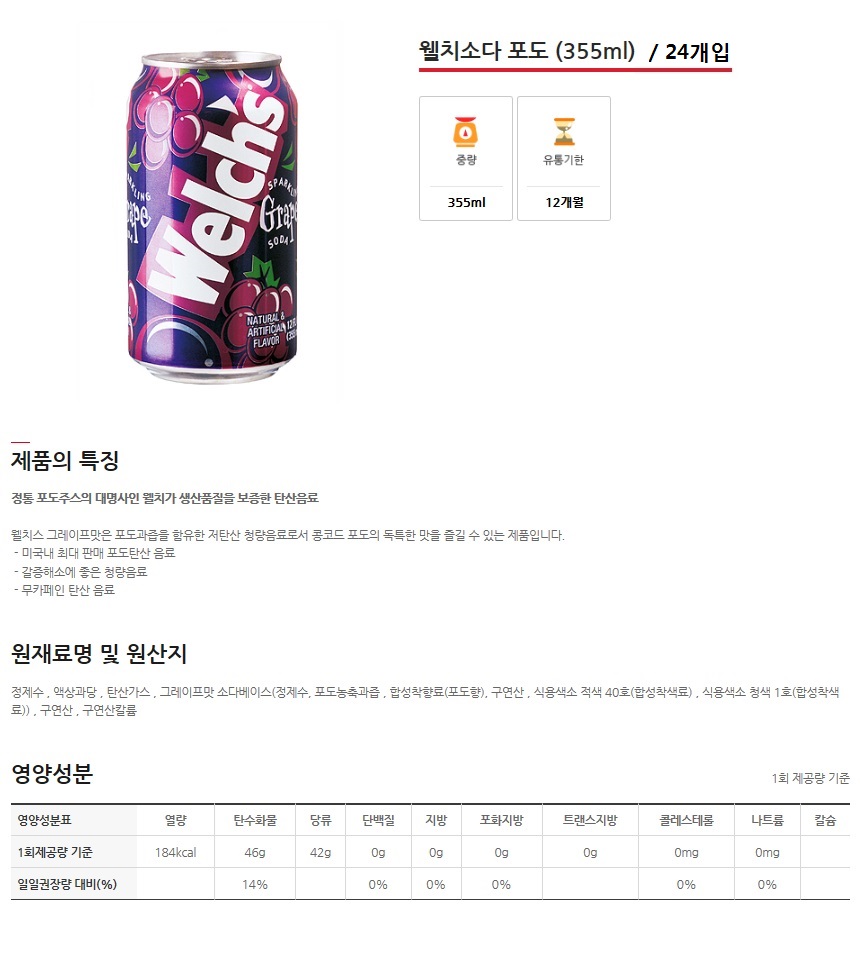 웰치소다 포도 (355ml) / 24개입
중량
유통기한
355ml
12개월
Welch's
SPARKLING
Grape
SODA
NATURAL &
ARTIFICIAL
FLAVOR
제품의 특징
정통 포도주스의 대명사인 웰치가 생산품질을 보증한 탄산음료
웰치스 그레이프맛은 포도과즙을 함유한 저탄산 청량음료로서 콩코드 포도의 독특한 맛을 즐길 수 있는 제품입니다.
- 미국내 최대 판매 포도탄산 음료
- 갈증해소에 좋은 청량음료
- 무카페인 탄산 음료
원재료명 및 원산지
정제수 , 액상과당 , 탄산가스 , 그레이프맛 소다베이스(정제수, 포도농축과즙 , 합성착향료(포도향), 구연산 , 식용색소 적색 40호(합성착색료) , 식용색소 청색 1호(합성착색
료)) , 구연산 , 구연산칼륨
영양성분
1회 제공량 기준
영양성분표 열량 탄수화물 당류 단백질 지방 포화지방 트랜스지방 콜레스테롤 나트륨 칼슘
1회제공량 기준 184kcal 46g 42g 0g 0g 0g 0g 0mg 0mg
일일권장량 대비(%) 14% 0% 0% 0% 0% 0%